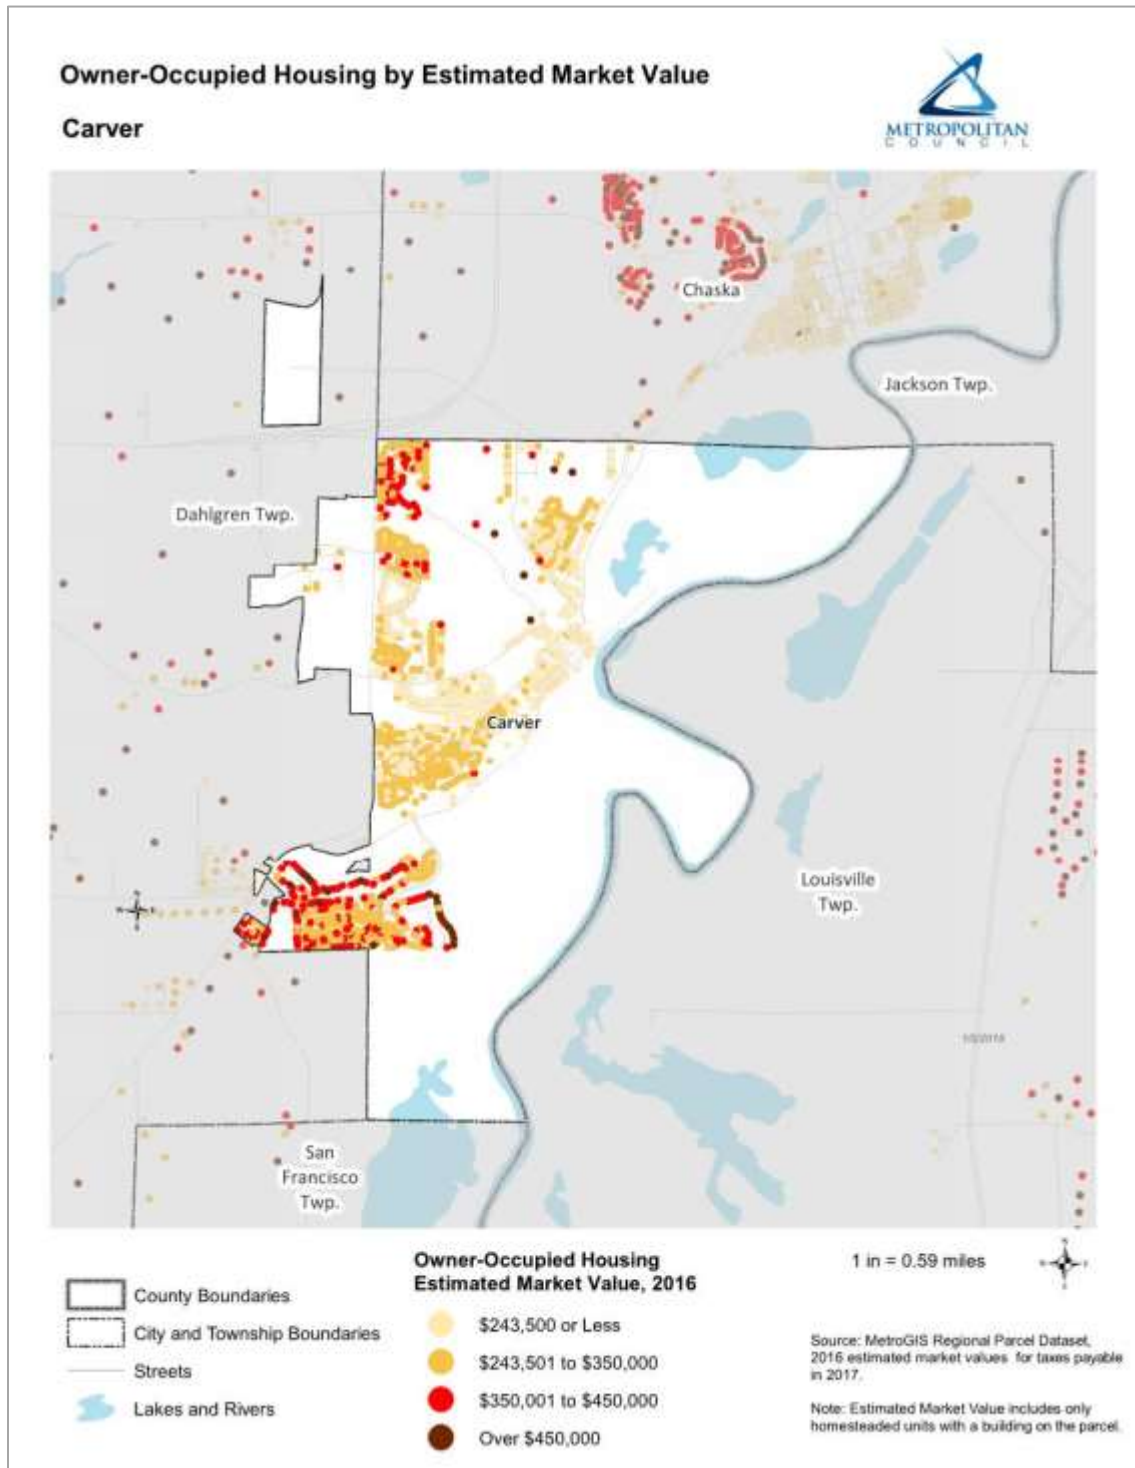 Owner-Occupied Housing by Estimated Market Value
Carver
METROPOLITAN
COUNCIL
Chaska
Jackson Twp.
Dahlgren Twp.
Carver
Louisville
Twp.
San
Francisco
Twp.
County Boundaries
City and Township Boundaries
Streets
Lakes and Rivers
Owner-Occupied Housing
Estimated Market Value, 2016
$243,500 or Less
$243,501 to $350,000
$350,001 to $450,000
Over $450,000
1 in = 0.59 miles
Source: MetroGIS Regional Parcel Dataset,
2016 estimated market values for taxes payable
in 2017.
Note: Estimated Market Value includes only
homesteaded units with a building on the parcel.